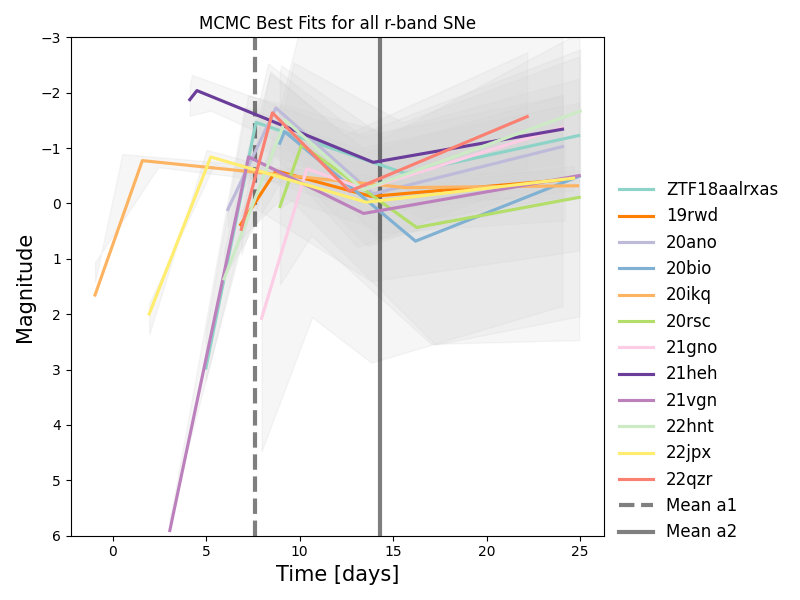 MCMC Best Fits for all r-band SNe
−3
−2
−1
0
1
2
3
4
5
6
Magnitude
0 5 10 15 20 25
Time [days]
ZTF18aalrxas
19rwd
20ano
20bio
20ikq
20rsc
21gno
21heh
21vgn
22hnt
22jpx
22qzr
Mean a1
Mean a2